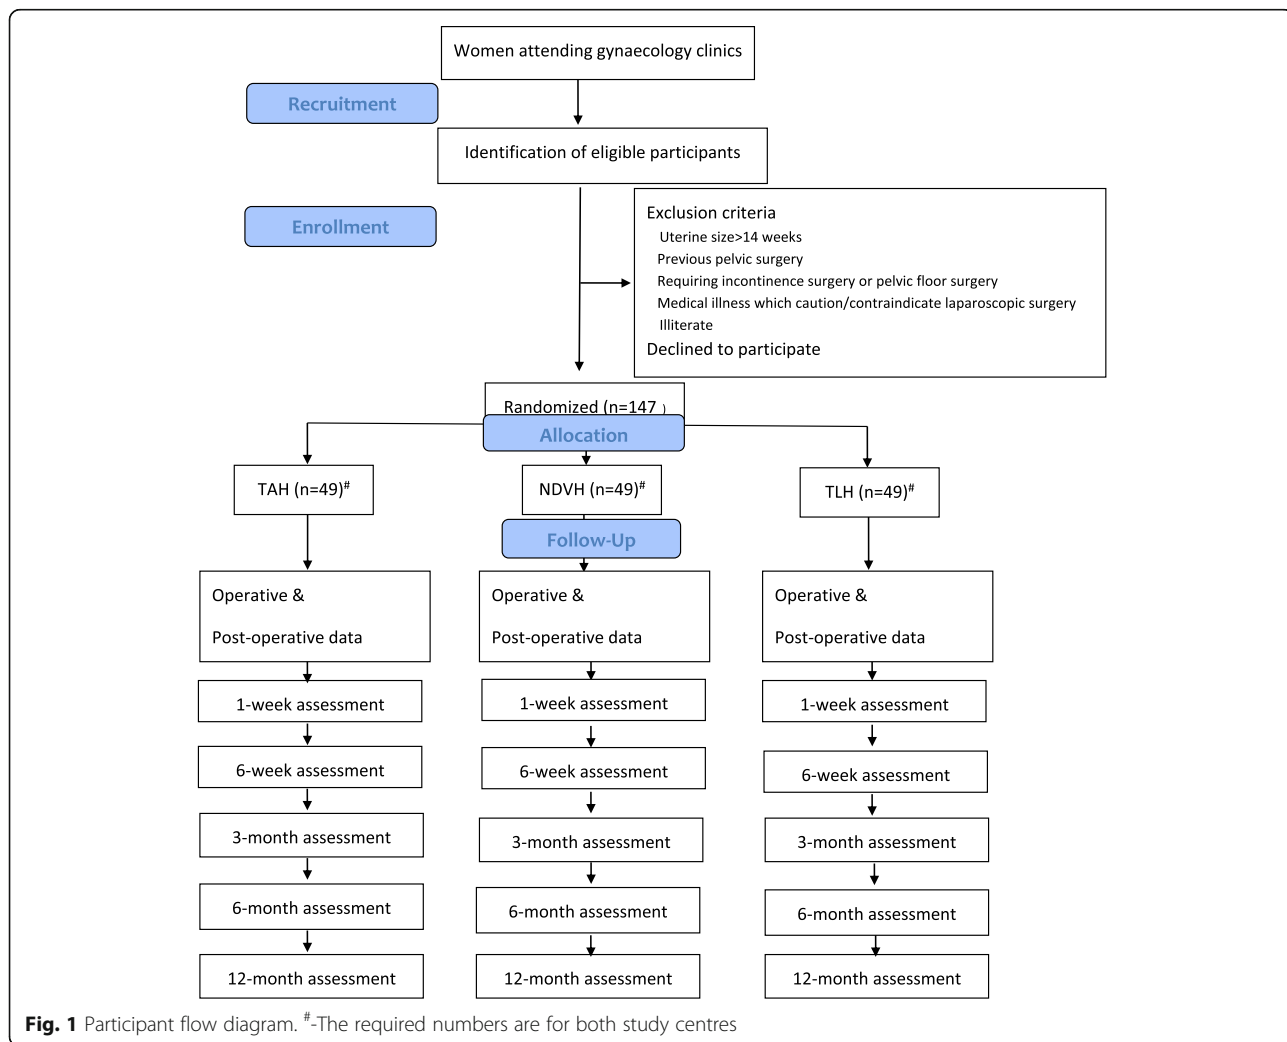 Women attending gynaecology clinics
Recruitment
Identification of eligible participants
Enrollment
Exclusion criteria
Uterine size>14 weeks
Previous pelvic surgery
Requiring incontinence surgery or pelvic floor surgery
Medical illness which caution/contraindicate laparoscopic surgery
Illiterate
Declined to participate
Randomized (n=147 )
Allocation
TAH (n=49)#
NDVH (n=49)#
TLH (n=49)#
Follow-Up
Operative &
Post-operative data
Operative &
Post-operative data
Operative &
Post-operative data
1-week assessment
1-week assessment
1-week assessment
6-week assessment
6-week assessment
6-week assessment
3-month assessment
3-month assessment
3-month assessment
6-month assessment
6-month assessment
6-month assessment
12-month assessment
12-month assessment
12-month assessment
Fig. 1 Participant flow diagram. #-The required numbers are for both study centres